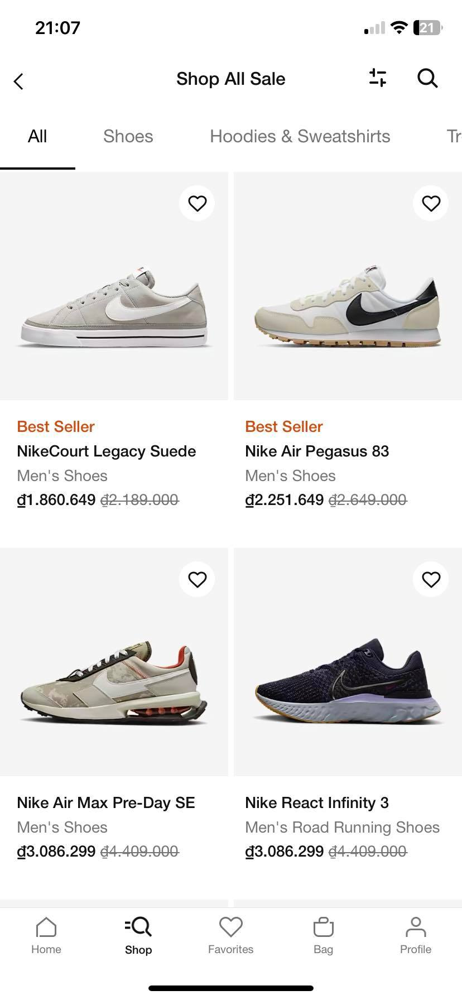 21:07
21
Shop All Sale
All Shoes Hoodies & Sweatshirts Tr
Best Seller
NikeCourt Legacy Suede
Men's Shoes
₫1.860.649 ₫2.189.000
Best Seller
Nike Air Pegasus 83
Men's Shoes
₫2.251.649 ₫2.649.000
Nike Air Max Pre-Day SE
Men's Shoes
₫3.086.299 ₫4.409.000
Nike React Infinity 3
Men's Road Running Shoes
₫3.086.299 ₫4.409.000
Home Shop Favorites Bag Profile